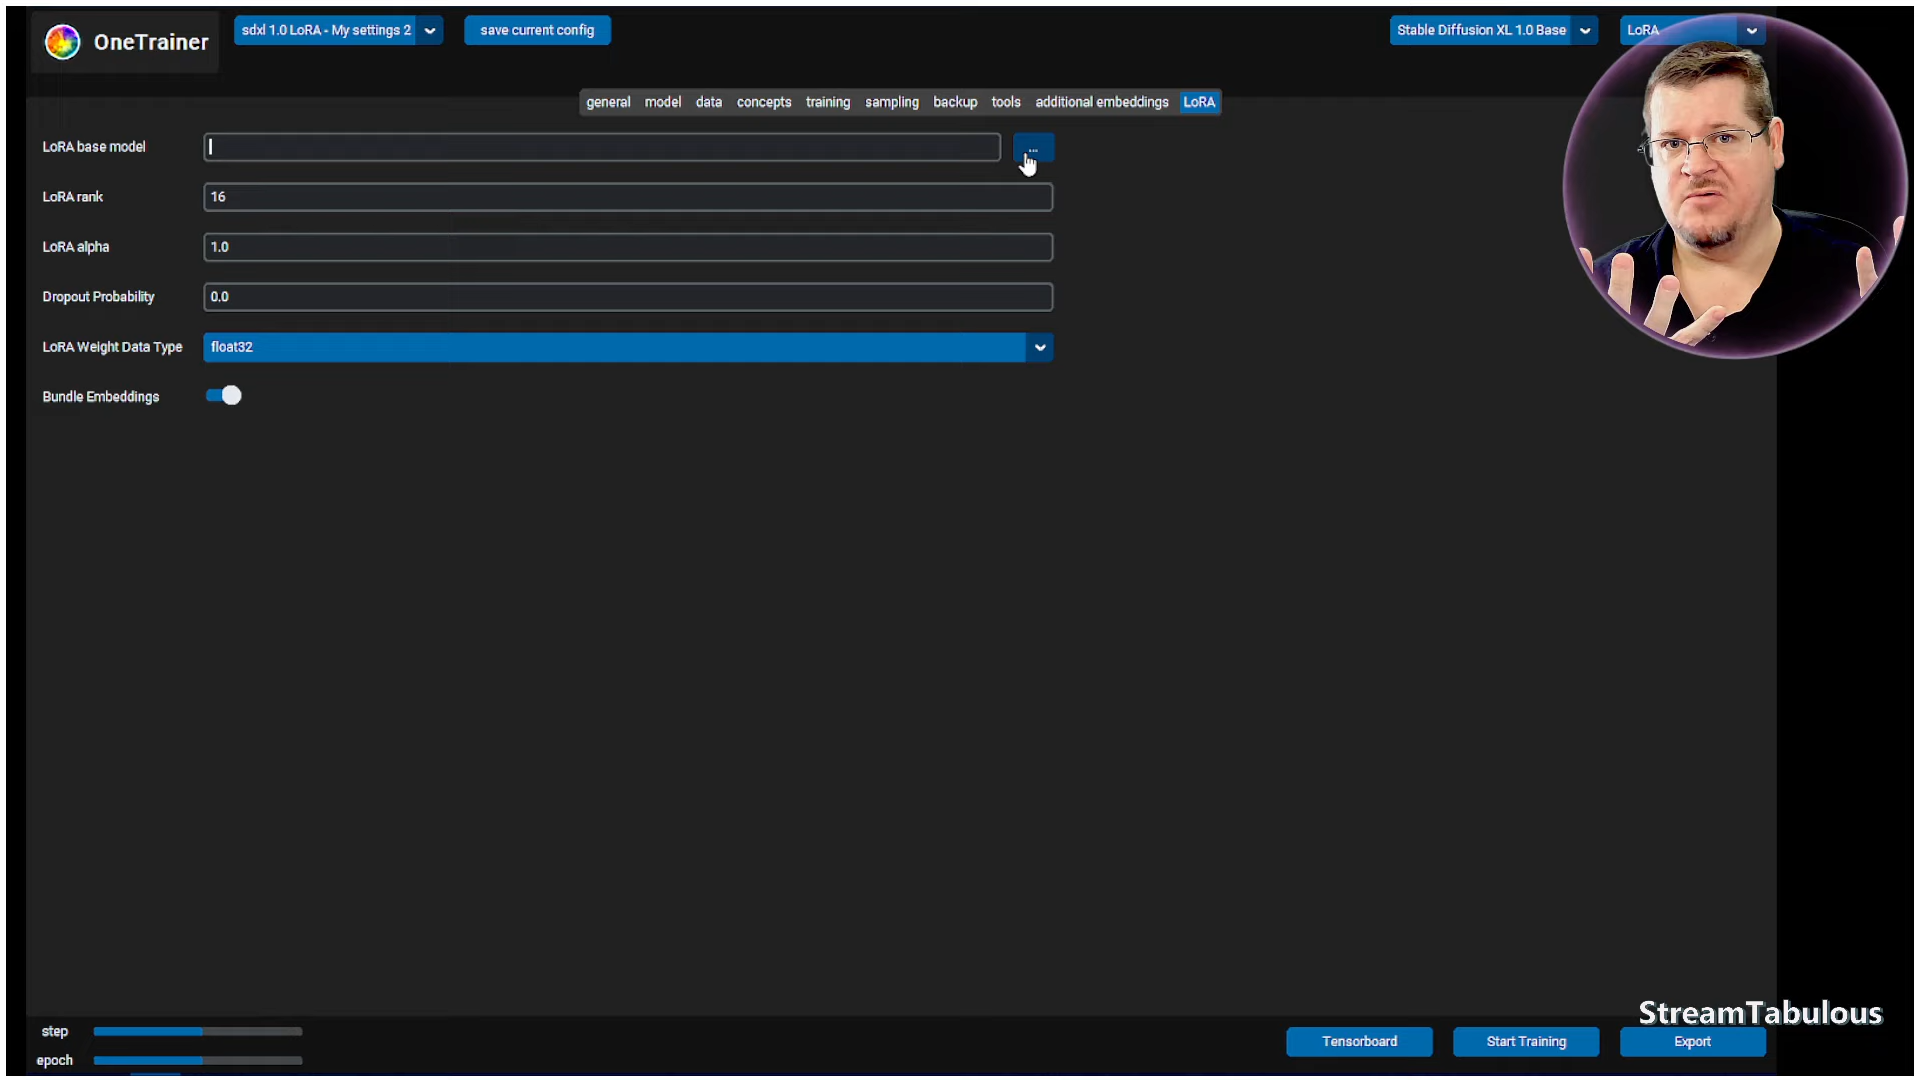 OneTrainer
sdxl 1.0 LoRA - My settings 2
save current config
Stable Diffusion XL 1.0 Base
LoRA
general model data concepts training sampling backup tools additional embeddings LoRA
LoRA base model
...
LoRA rank
16
LoRA alpha
1.0
Dropout Probability
0.0
LoRA Weight Data Type
float32
Bundle Embeddings
StreamTabulous
step
epoch
Tensorboard
Start Training
Export